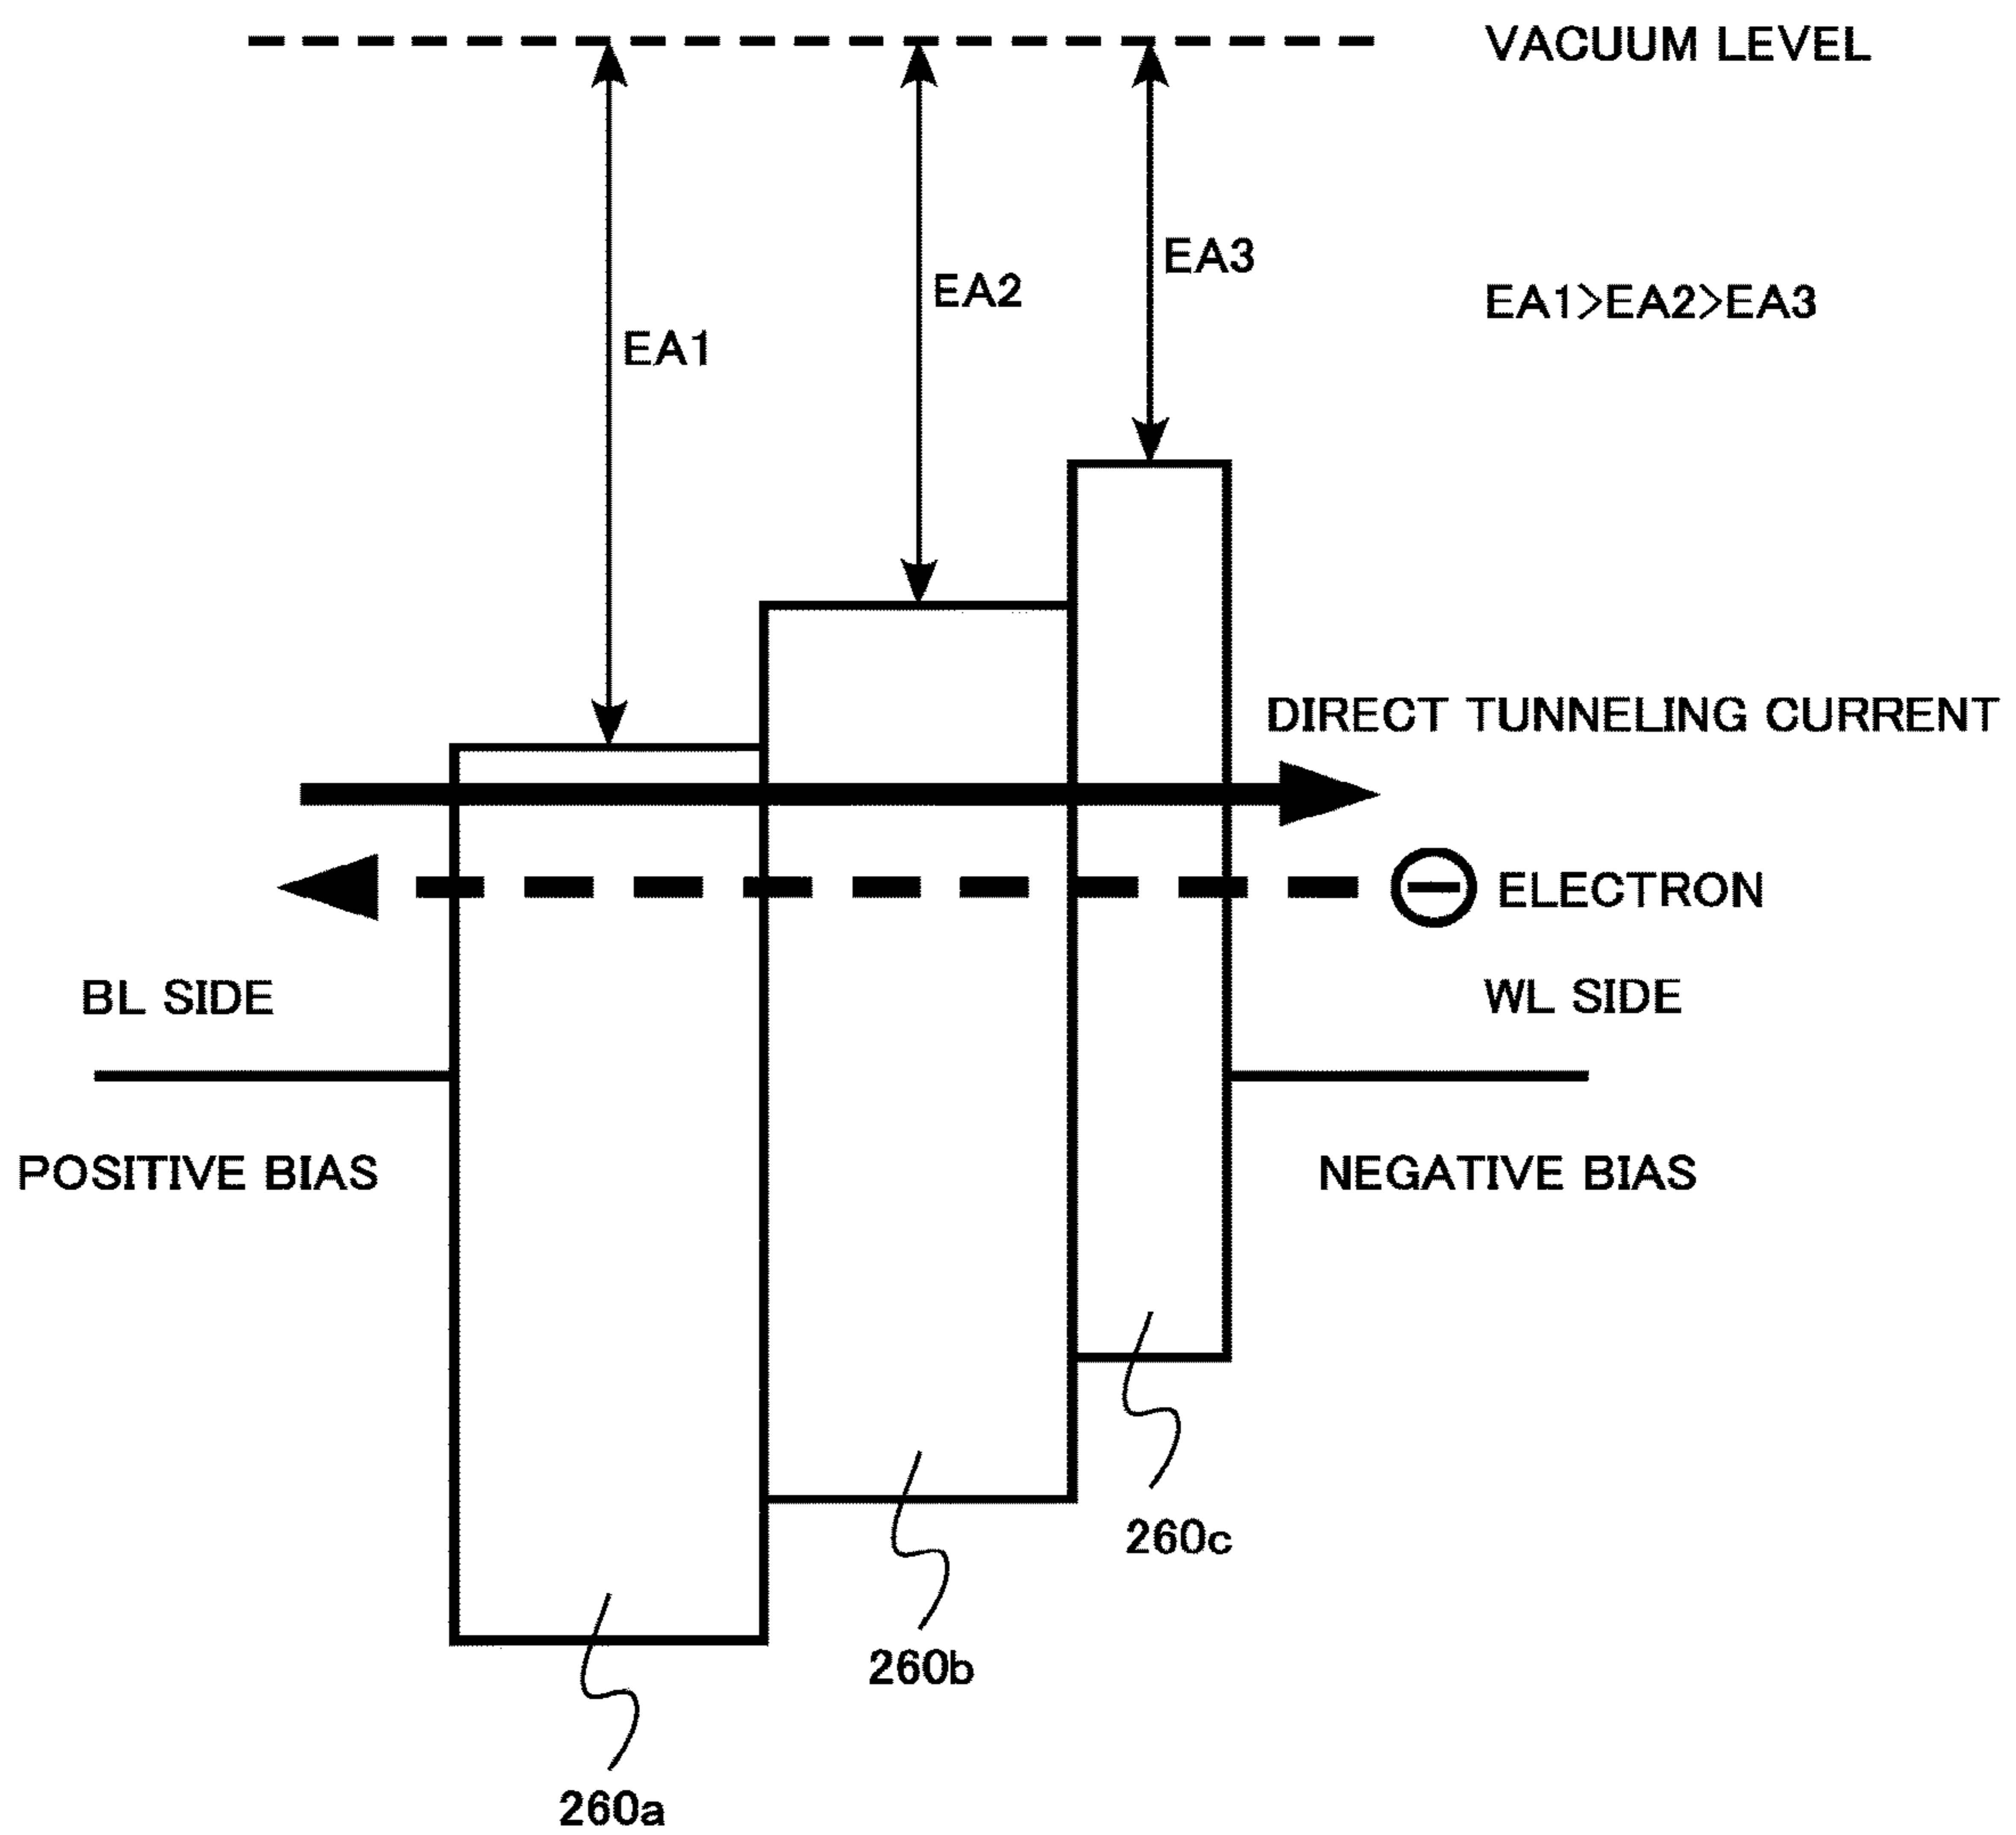 VACUUM LEVEL
EA3
EA2
EA1>EA2>EA3
EA1
DIRECT TUNNELING CURRENT
ELECTRON
BL SIDE
WL SIDE
POSITIVE BIAS
NEGATIVE BIAS
260c
260b
260a